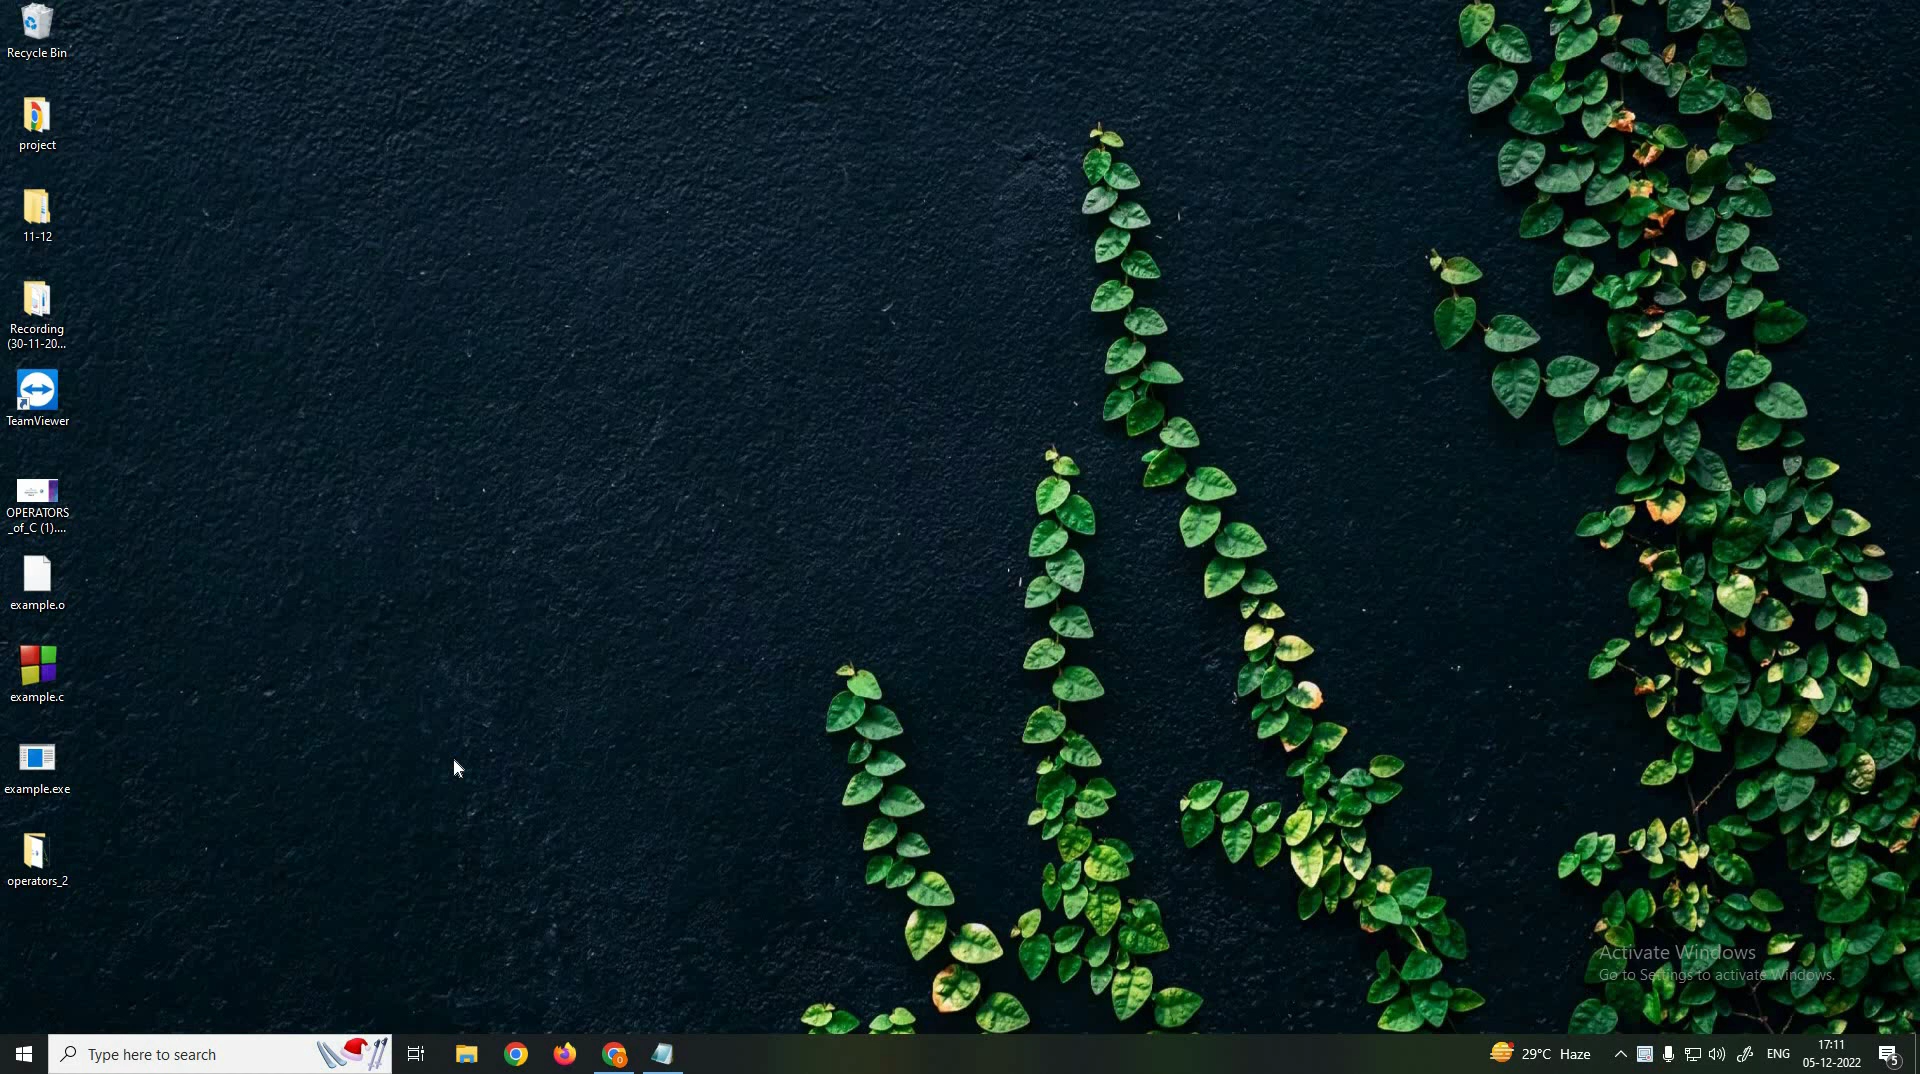 Recycle Bin
project
11-12
Recording
(30-11-20...
TeamViewer
OPERATORS
_of_C (1)....
example.o
example.c
example.exe
operators_2
Activate Windows
Go to Settings to activate Windows.
Type here to search
29°C Haze
ENG
17:11
05-12-2022
5